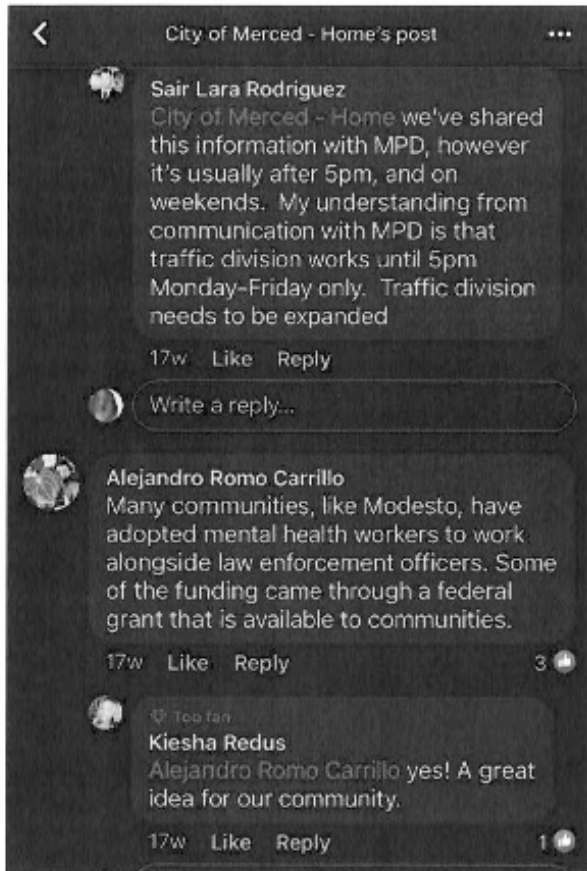 City of Merced - Home's post
Sair Lara Rodriguez
City of Merced - Home we've shared
this information with MPD, however
it's usually after 5pm, and on
weekends. My understanding from
communication with MPD is that
traffic division works until 5pm
Monday-Friday only. Traffic division
needs to be expanded
17w Like Reply
Write a reply...
Alejandro Romo Carrillo
Many communities, like Modesto, have
adopted mental health workers to work
alongside law enforcement officers. Some
of the funding came through a federal
grant that is available to communities.
17w Like Reply 3
Top fan
Kiesha Redus
Alejandro Romo Carrillo yes! A great
idea for our community.
17w Like Reply 1